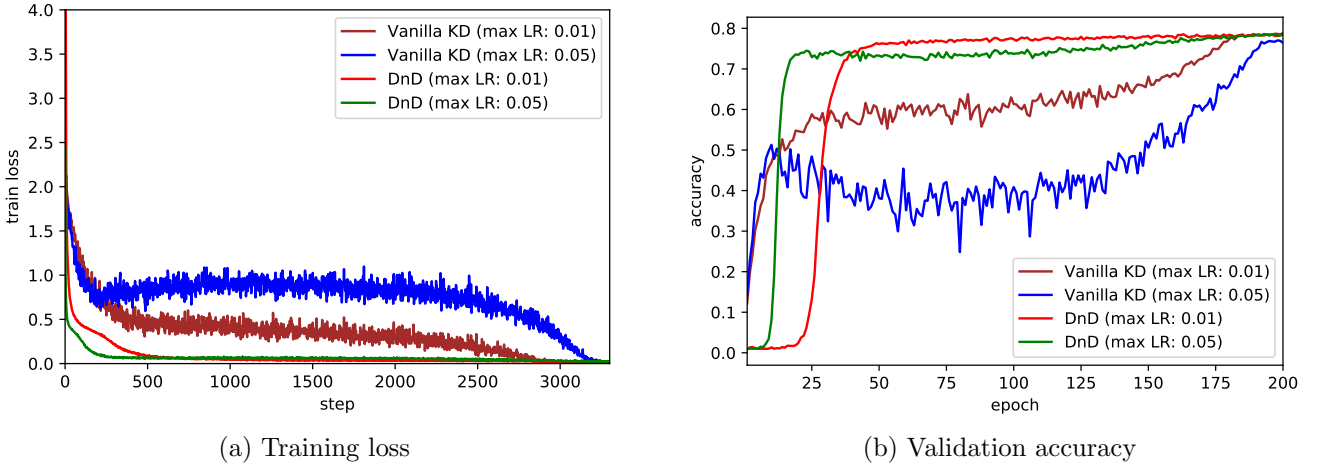 4.0
3.5
3.0
2.5
2.0
1.5
1.0
0.5
0.0
train loss
0 500 1000 1500 2000 2500 3000
step
Vanilla KD (max LR: 0.01)
Vanilla KD (max LR: 0.05)
DnD (max LR: 0.01)
DnD (max LR: 0.05)
(a) Training loss
0.8
0.7
0.6
0.5
0.4
0.3
0.2
0.1
0.0
accuracy
25 50 75 100 125 150 175 200
epoch
Vanilla KD (max LR: 0.01)
Vanilla KD (max LR: 0.05)
DnD (max LR: 0.01)
DnD (max LR: 0.05)
(b) Validation accuracy